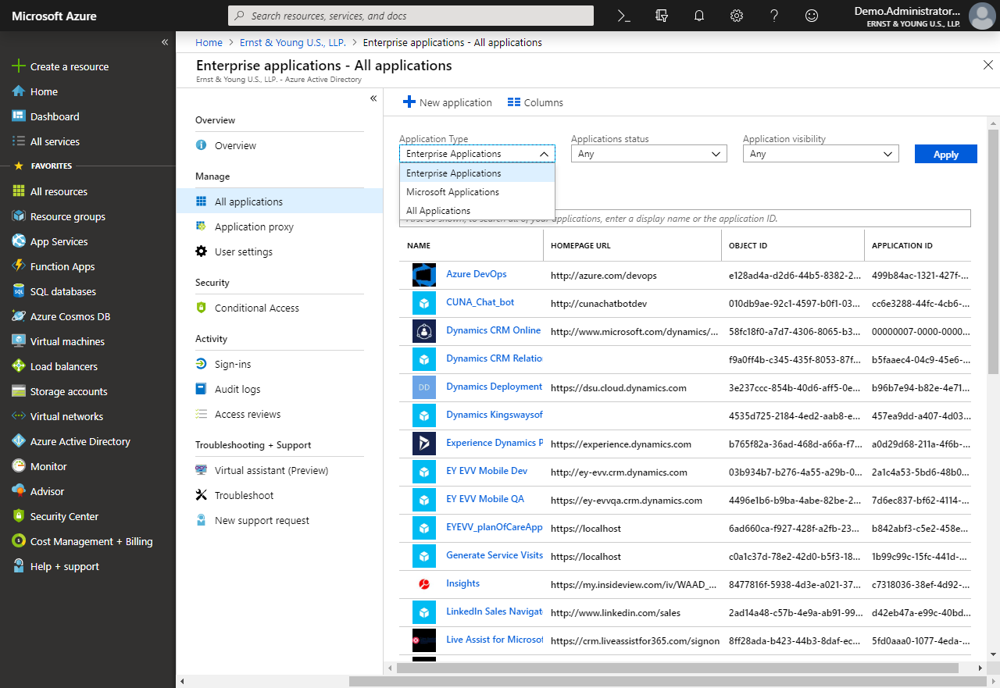 Microsoft Azure
Search resources, services, and docs
Demo.Administrator...
ERNST & YOUNG U.S., LLP.
Create a resource
Home
Dashboard
All services
FAVORITES
All resources
Resource groups
App Services
Function Apps
SQL databases
Azure Cosmos DB
Virtual machines
Load balancers
Storage accounts
Virtual networks
Azure Active Directory
Monitor
Advisor
Security Center
Cost Management + Billing
Help + support
Home > Ernst & Young U.S., LLP. > Enterprise applications - All applications
Enterprise applications - All applications
Ernst & Young U.S., LLP. - Azure Active Directory
Overview
Overview
Manage
All applications
Application proxy
User settings
Security
Conditional Access
Activity
Sign-ins
Audit logs
Access reviews
Troubleshooting + Support
Virtual assistant (Preview)
Troubleshoot
New support request
New application Columns
Application Type Applications status Application visibility
Enterprise Applications Any Any Apply
Enterprise Applications
Microsoft Applications
All Applications
applications, enter a display name or the application ID.
NAME HOMEPAGE URL OBJECT ID APPLICATION ID
Azure DevOps http://azure.com/devops e128ad4a-d2d6-44b5-8382-2... 499b84ac-1321-427f-...
CUNA_Chat_bot http://cunachatbotdev 010db9ae-92c1-4597-b0f1-03... cc6e3288-44fc-4cb6-...
Dynamics CRM Online http://www.microsoft.com/dynamics/... 58fc18f0-a7d7-4306-8065-b3... 00000007-0000-0000...
Dynamics CRM Relatio f9a0ff4b-c345-435f-8053-87f... b5faaec4-04c9-45e6-...
DD Dynamics Deployment https://dsu.cloud.dynamics.com 3e237ccc-854b-40d6-aff5-0e... b96b7e94-b82e-4e71...
Dynamics Kingswaysof 4535d725-2184-4ed2-aab8-e... 457ea9dd-a407-4d03...
Experience Dynamics P https://experience.dynamics.com b765f82a-36ad-468d-a66a-f7... a0d29d68-211a-4f6b-...
EY EVV Mobile Dev http://ey-evv.crm.dynamics.com 03b934b7-b276-4a55-a29b-0... 2a1c4a53-5bd6-48b0...
EY EVV Mobile QA https://ey-evvqa.crm.dynamics.com 4496e1b6-b9ba-4abe-82be-2... 7d6ec837-bf62-4114-...
EYEVV_planOfCareApp https://localhost 6ad660ca-f927-428f-a2fb-23... b842abf3-c5e2-458e...
Generate Service Visits https://localhost c0a1c37d-78e2-42d0-b5f3-18... 1b99c99c-15fc-441d-...
Insights https://my.insideview.com/iv/WAAD_... 8477816f-5938-4d3e-a021-37... c7318036-38ef-4d92-...
LinkedIn Sales Navigat http://www.linkedin.com/sales 2ad14a48-c57b-4e9a-ab91-99... d42eb47a-e99c-40bd...
Live Assist for Microsof https://crm.liveassistfor365.com/signon 8ff28ada-b423-44b3-8daf-ec... 5fd0aaa0-1077-4eda-...